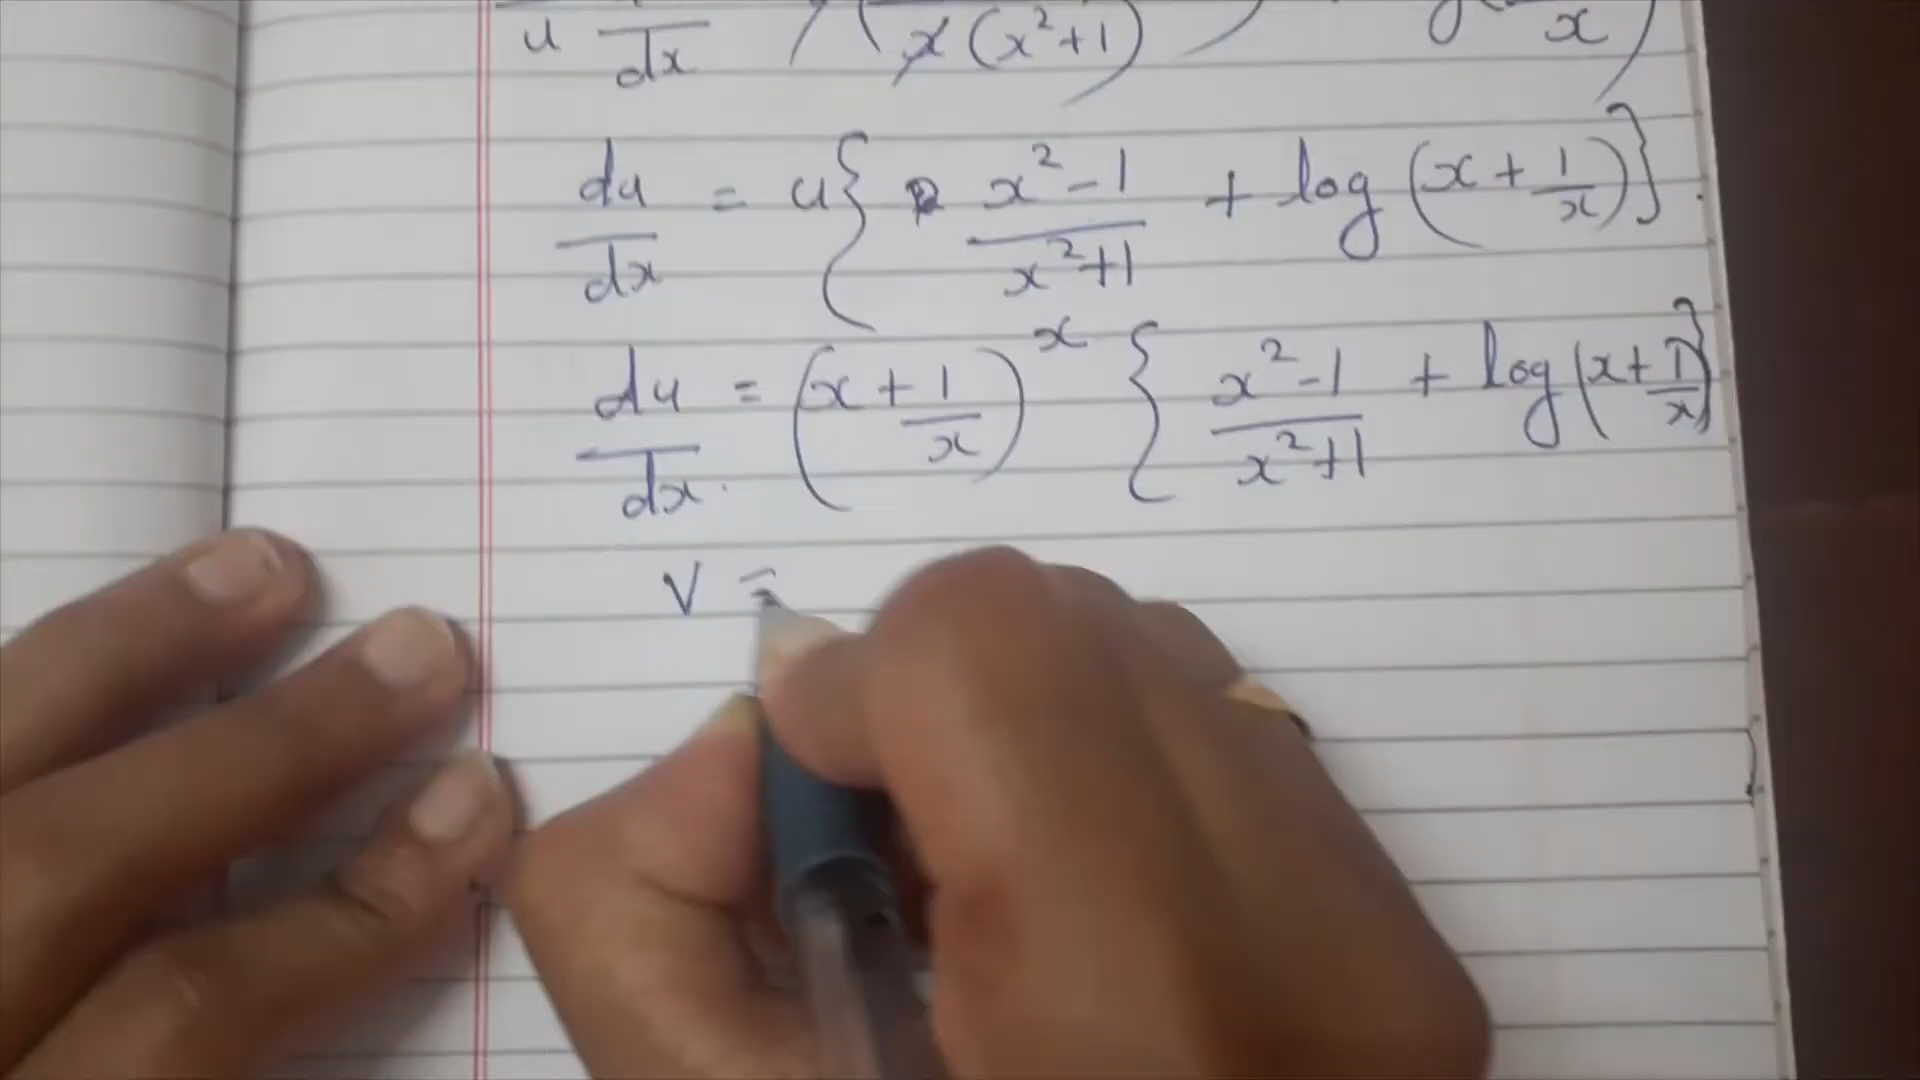 u dx x(x²+1) x
du/dx = u{ x²-1/x²+1 + log(x+1/x)}.
du/dx. = (x+1/x)^x { x²-1/x²+1 + log(x+1/x)}
V =